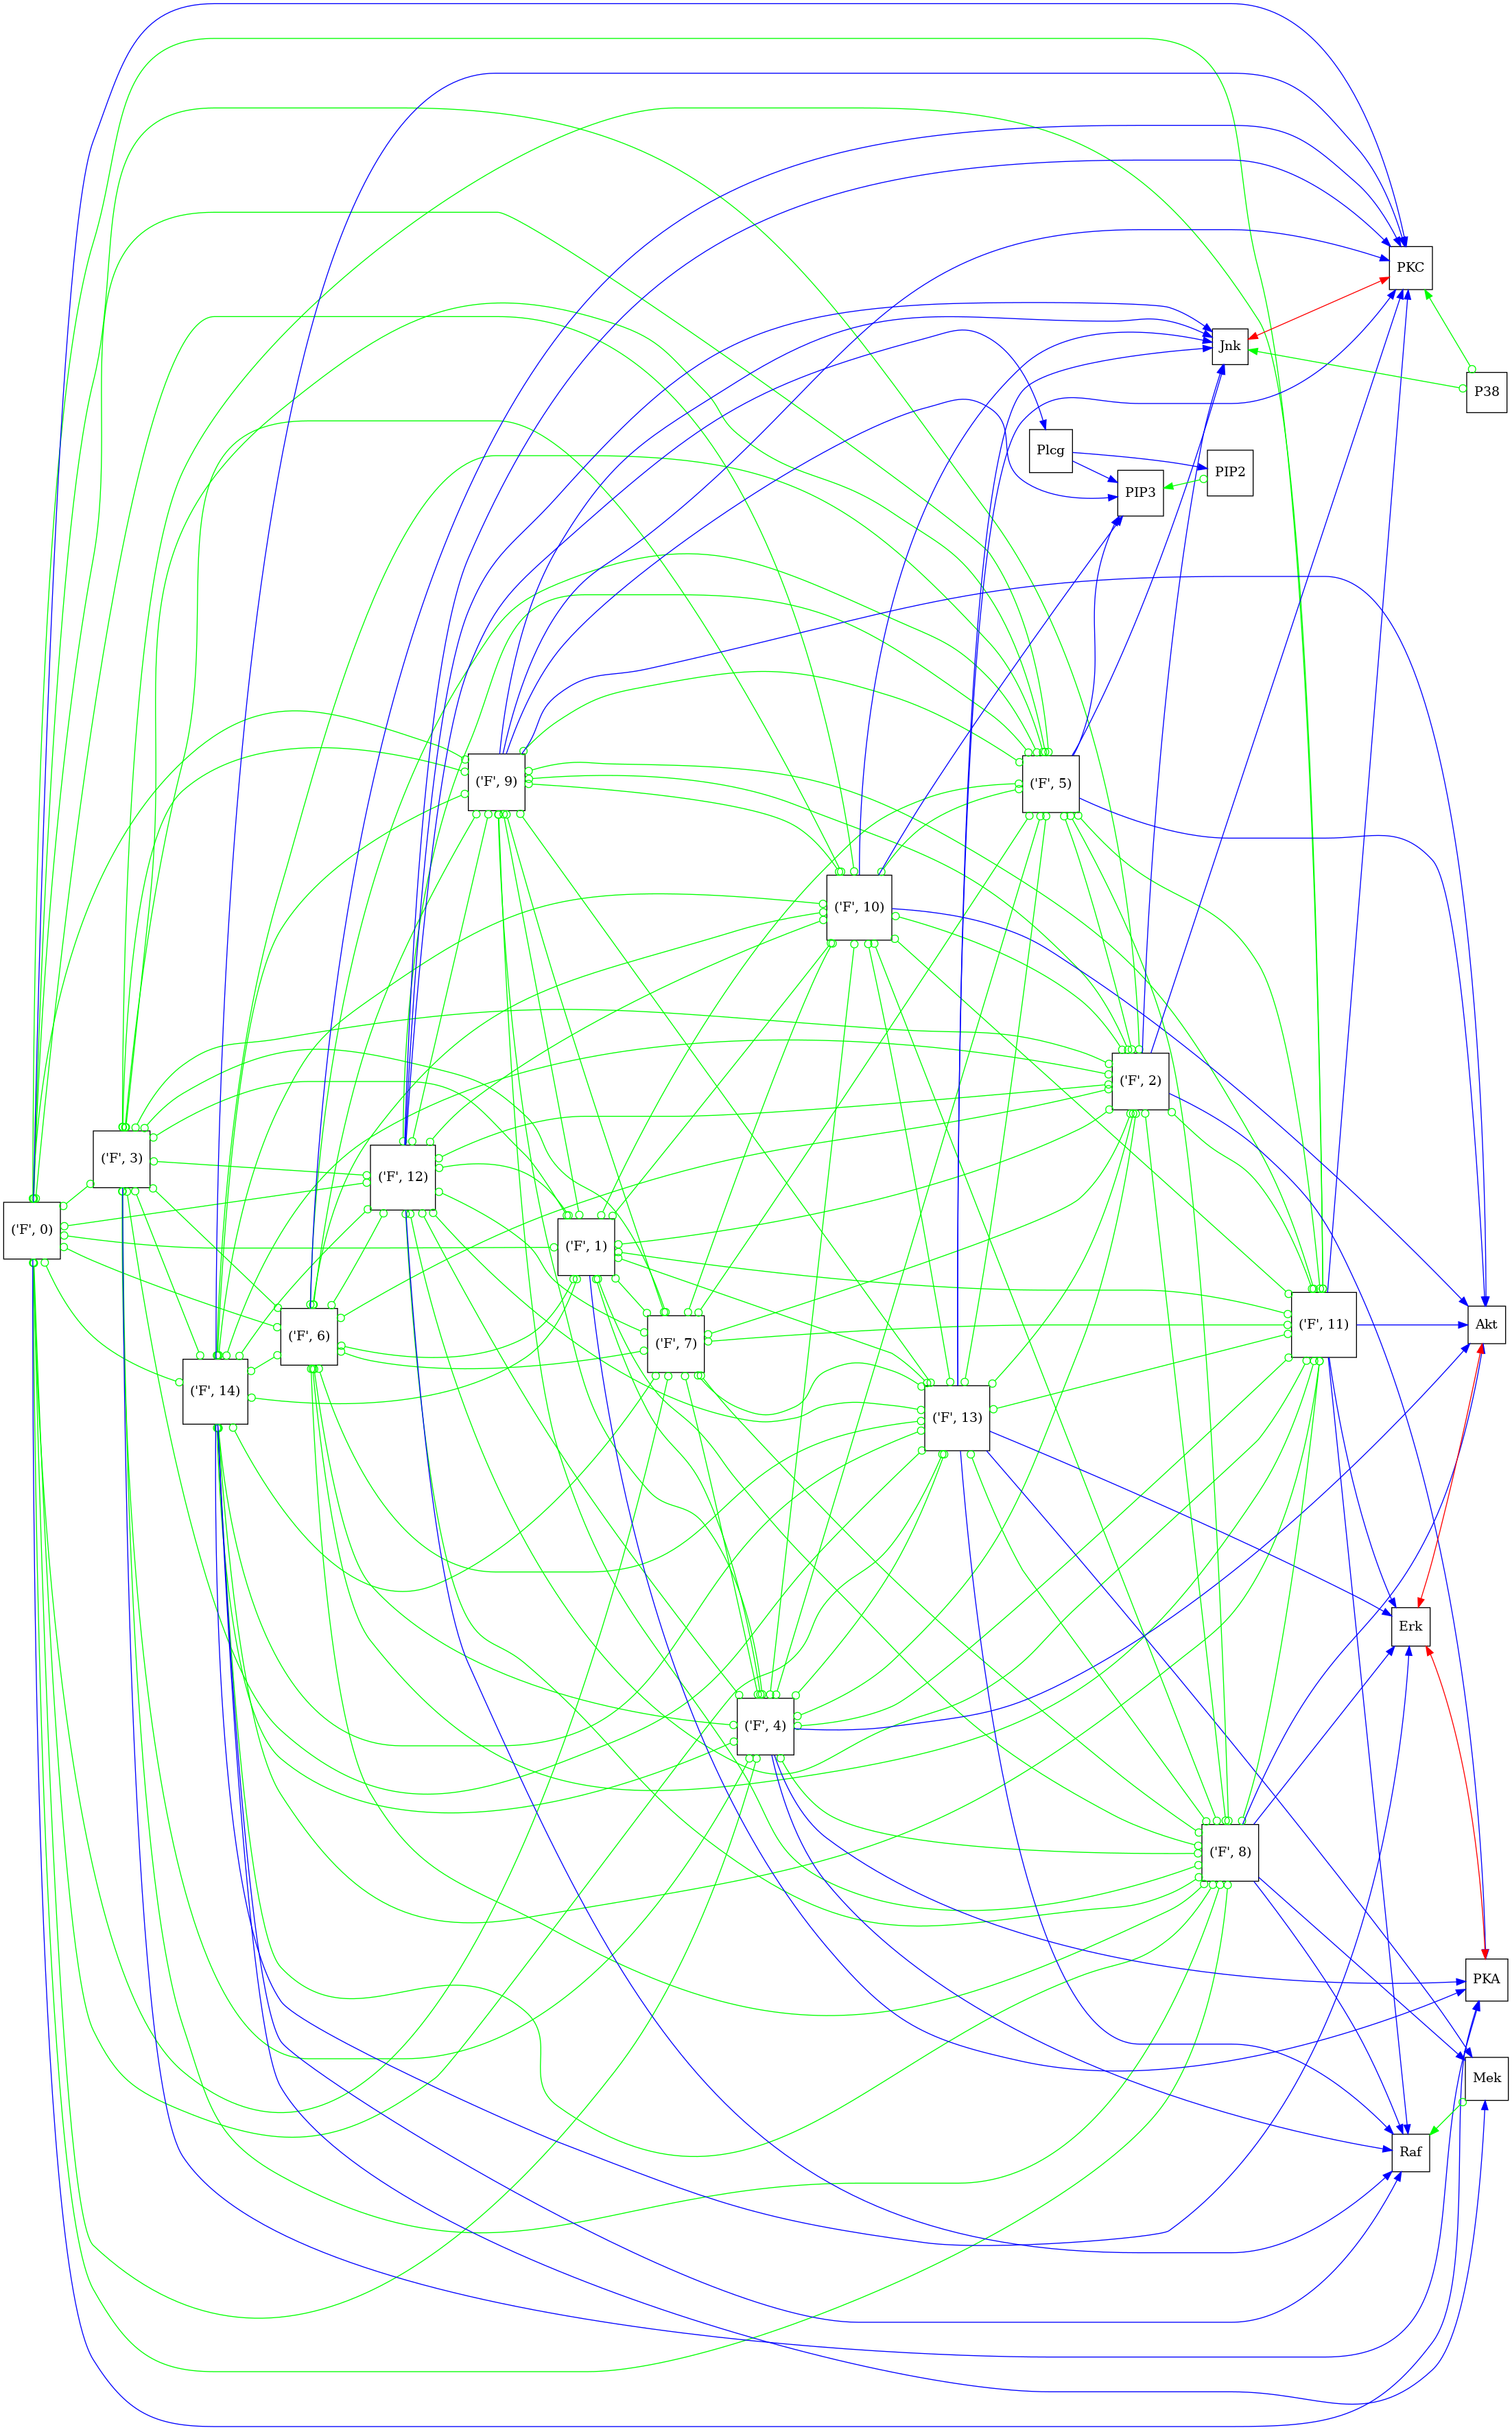 PKC
Jnk
P38
Plcg
PIP2
PIP3
('F', 9)
('F', 5)
('F', 10)
('F', 2)
('F', 3)
('F', 12)
('F', 0)
('F', 1)
('F', 11)
Akt
('F', 6)
('F', 7)
('F', 14)
('F', 13)
Erk
('F', 4)
('F', 8)
PKA
Mek
Raf